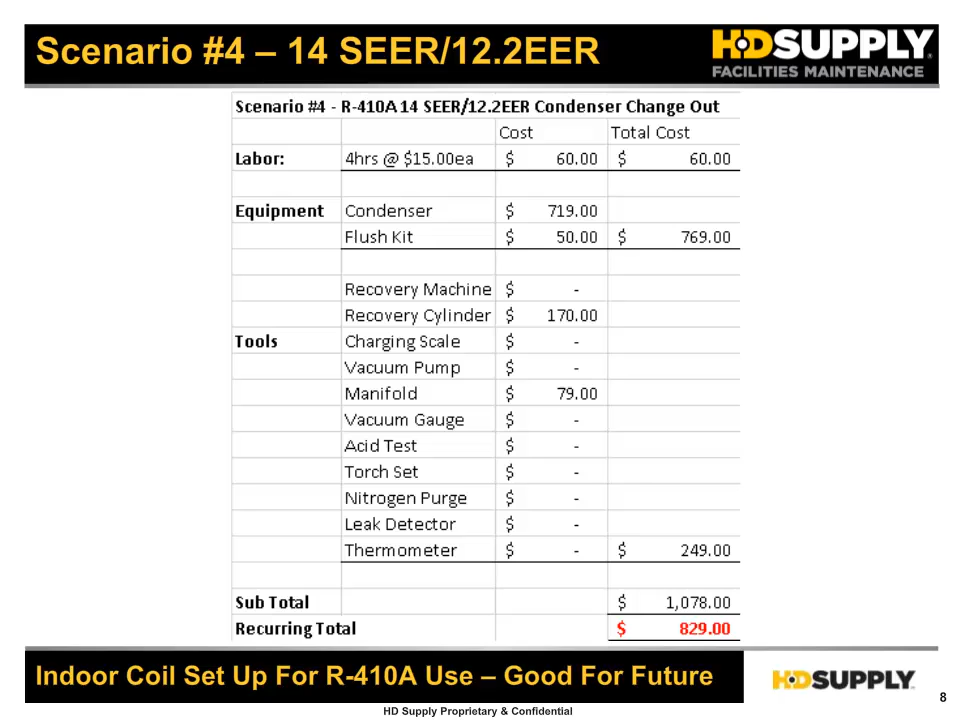 Scenario #4 – 14 SEER/12.2EER
HDSUPPLY
FACILITIES MAINTENANCE
Scenario #4 - R-410A 14 SEER/12.2EER Condenser Change Out
Cost Total Cost
Labor: 4hrs @ $15.00ea $ 60.00 $ 60.00
Equipment Condenser $ 719.00
Flush Kit $ 50.00 $ 769.00
Recovery Machine $ -
Recovery Cylinder $ 170.00
Tools Charging Scale $ -
Vacuum Pump $ -
Manifold $ 79.00
Vacuum Gauge $ -
Acid Test $ -
Torch Set $ -
Nitrogen Purge $ -
Leak Detector $ -
Thermometer $ - $ 249.00
Sub Total $ 1,078.00
Recurring Total $ 829.00
Indoor Coil Set Up For R-410A Use – Good For Future
HDSUPPLY
8
HD Supply Proprietary & Confidential